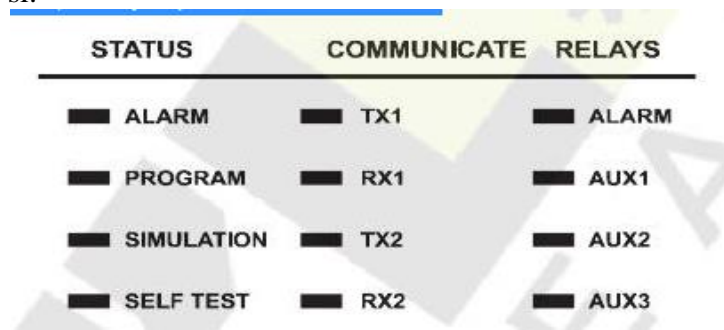 STATUS COMMUNICATE RELAYS
ALARM TX1 ALARM
PROGRAM RX1 AUX1
SIMULATION TX2 AUX2
SELF TEST RX2 AUX3